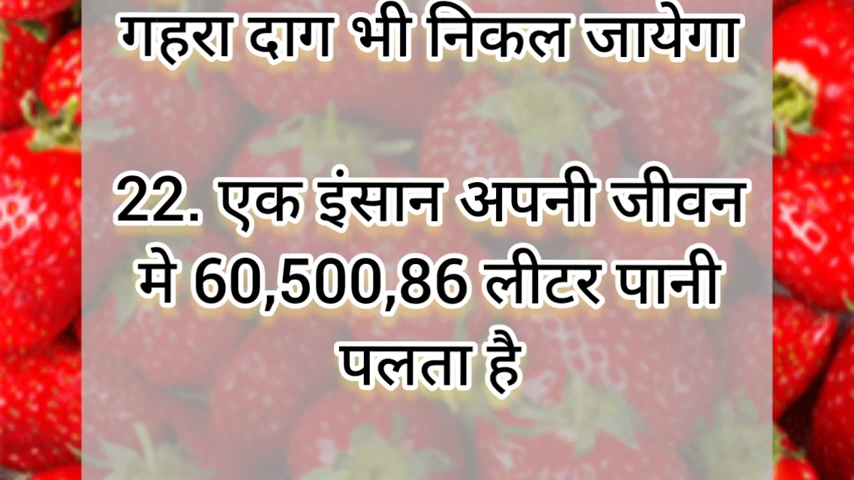 गहरा दाग भी निकल जायेगा
22. एक इंसान अपनी जीवन
मे 60,500,86 लीटर पानी
पलता है